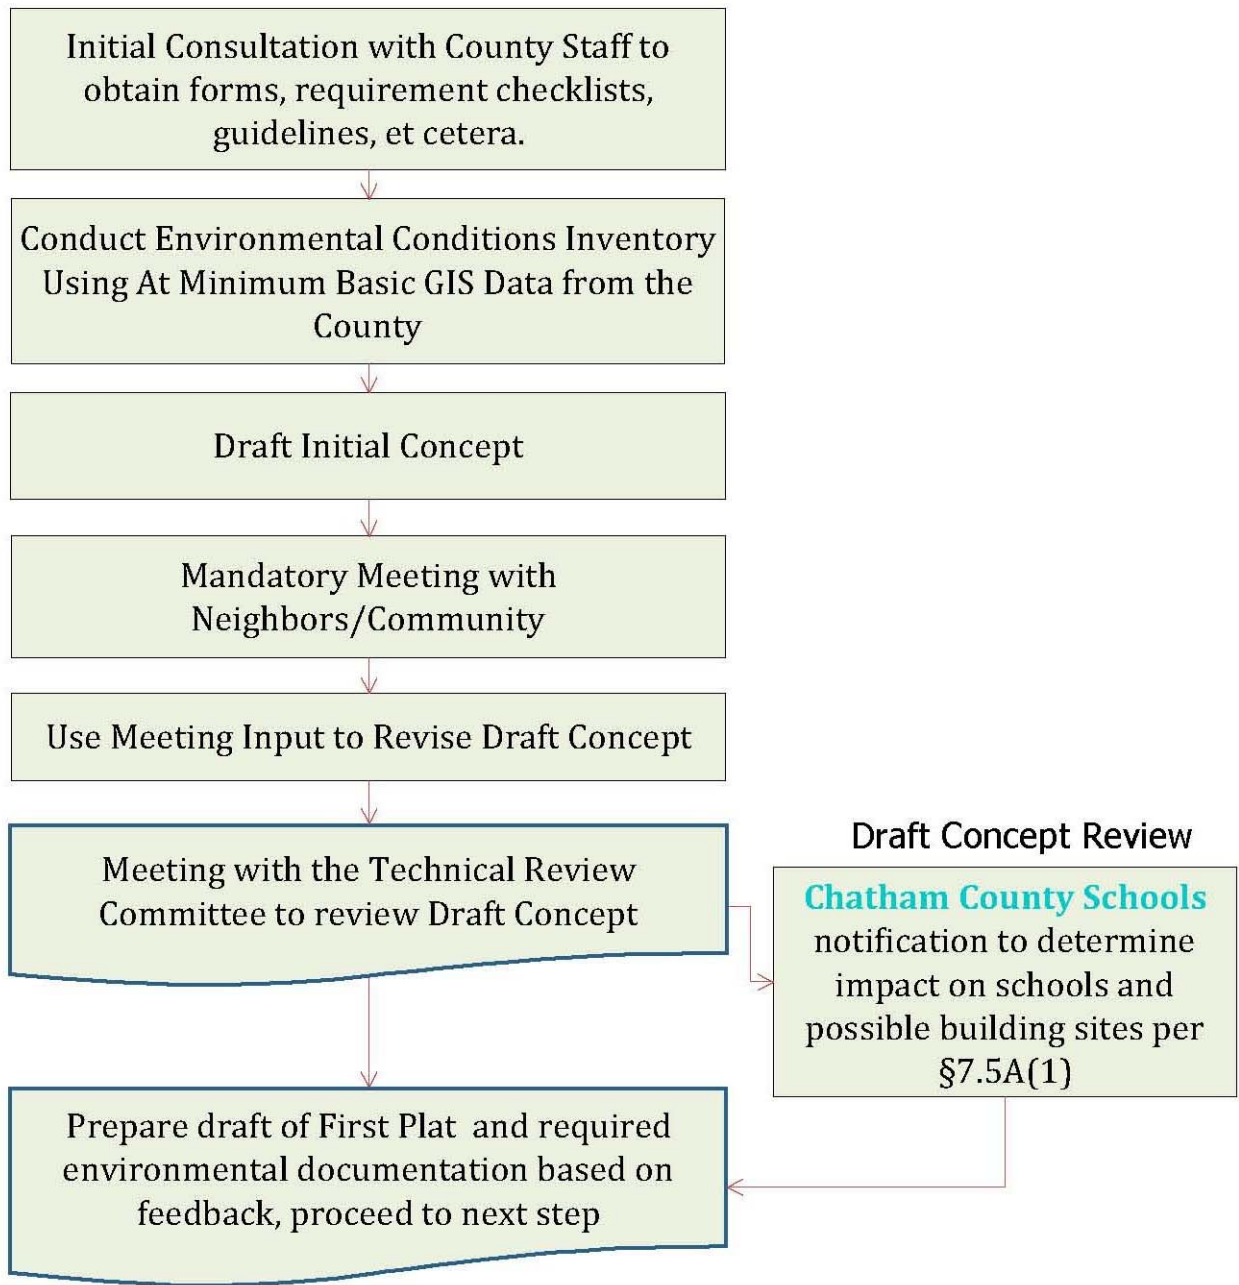 Initial Consultation with County Staff to
obtain forms, requirement checklists,
guidelines, et cetera.
Conduct Environmental Conditions Inventory
Using At Minimum Basic GIS Data from the
County
Draft Initial Concept
Mandatory Meeting with
Neighbors/Community
Use Meeting Input to Revise Draft Concept
Meeting with the Technical Review
Committee to review Draft Concept
Draft Concept Review
Chatham County Schools
notification to determine
impact on schools and
possible building sites per
§7.5A(1)
Prepare draft of First Plat and required
environmental documentation based on
feedback, proceed to next step